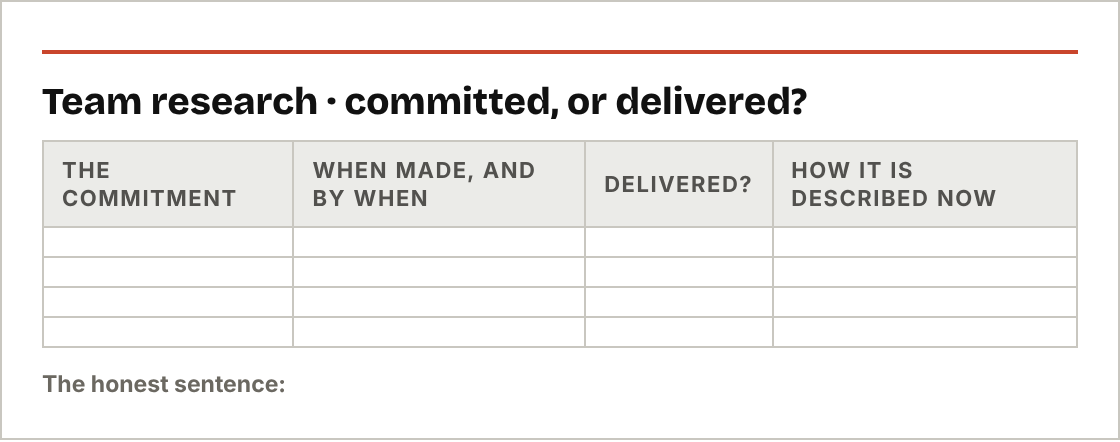 Team research · committed, or delivered?
THE
COMMITMENT
WHEN MADE, AND
BY WHEN
DELIVERED?
HOW IT IS
DESCRIBED NOW
The honest sentence: